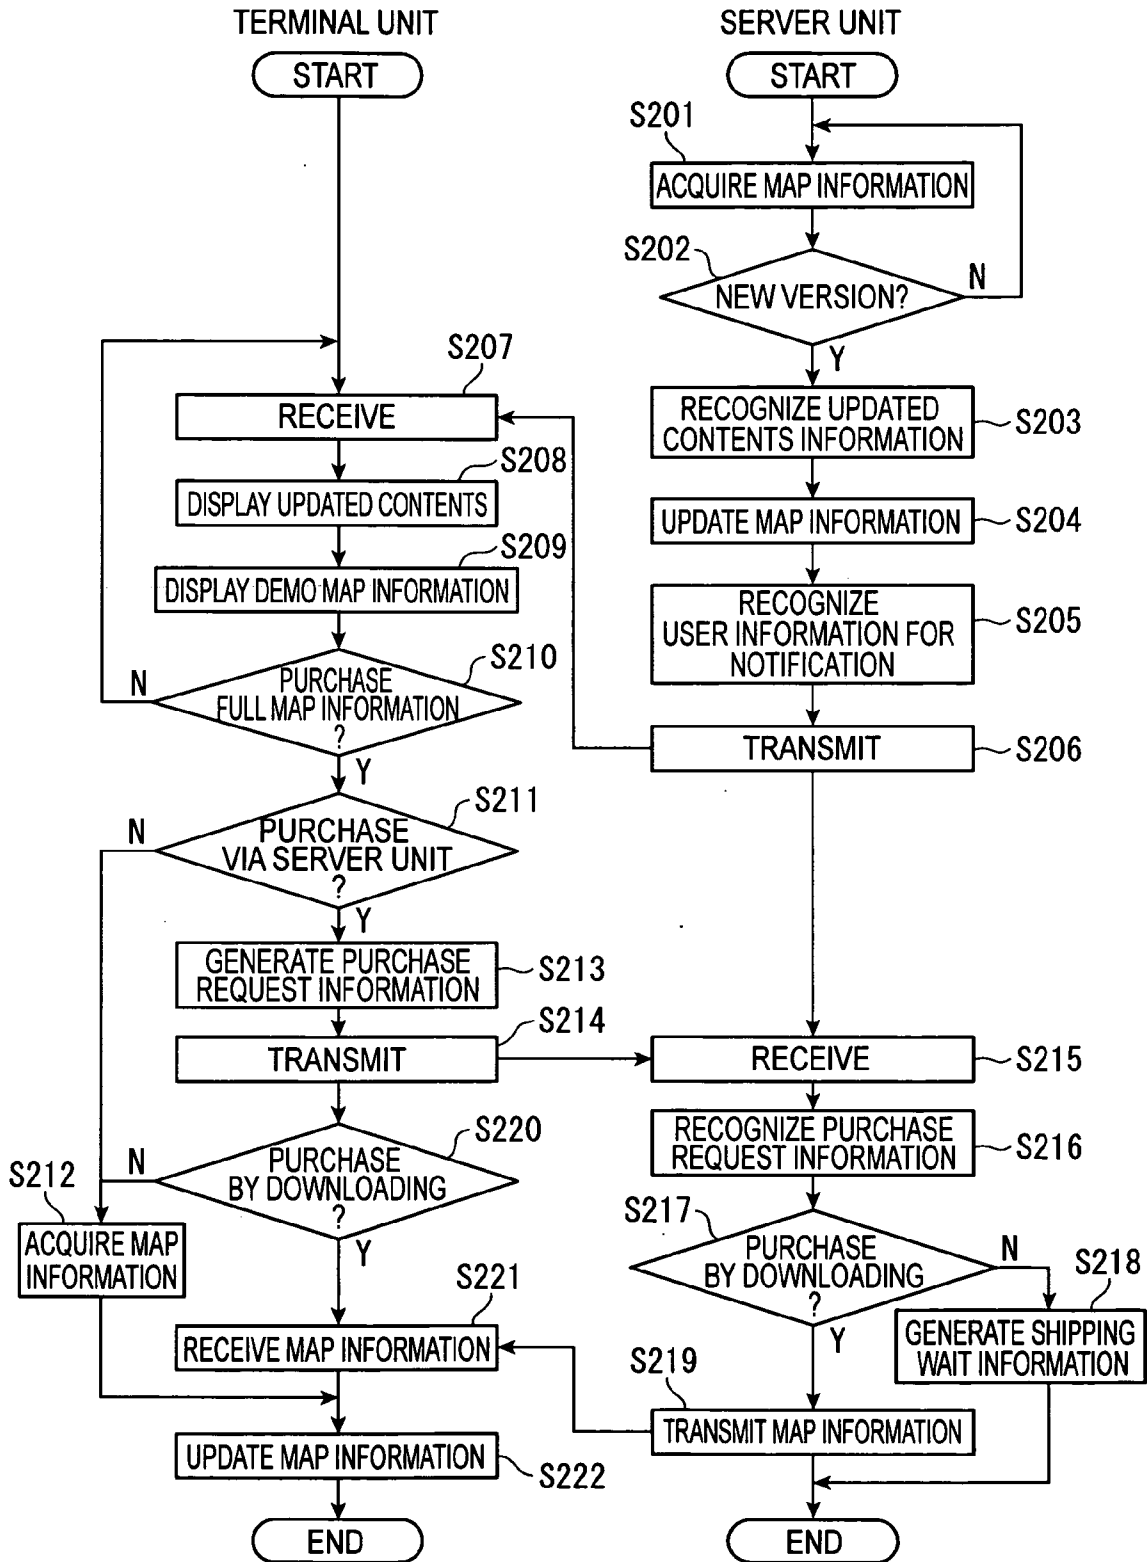 TERMINAL UNIT
SERVER UNIT
START
START
S201
ACQUIRE MAP INFORMATION
S202
NEW VERSION?
N
Y
S207
RECEIVE
RECOGNIZE UPDATED
CONTENTS INFORMATION
S203
S208
DISPLAY UPDATED CONTENTS
UPDATE MAP INFORMATION
S204
S209
DISPLAY DEMO MAP INFORMATION
RECOGNIZE
USER INFORMATION FOR
NOTIFICATION
S205
S210
N
PURCHASE
FULL MAP INFORMATION
?
Y
TRANSMIT
S206
S211
N
PURCHASE
VIA SERVER UNIT
?
Y
GENERATE PURCHASE
REQUEST INFORMATION
S213
S214
TRANSMIT
RECEIVE
S215
S220
N
PURCHASE
BY DOWNLOADING
?
Y
RECOGNIZE PURCHASE
REQUEST INFORMATION
S216
S212
ACQUIRE MAP
INFORMATION
S217
PURCHASE
BY DOWNLOADING
?
N
Y
S218
GENERATE SHIPPING
WAIT INFORMATION
S221
RECEIVE MAP INFORMATION
S219
TRANSMIT MAP INFORMATION
UPDATE MAP INFORMATION
S222
END
END